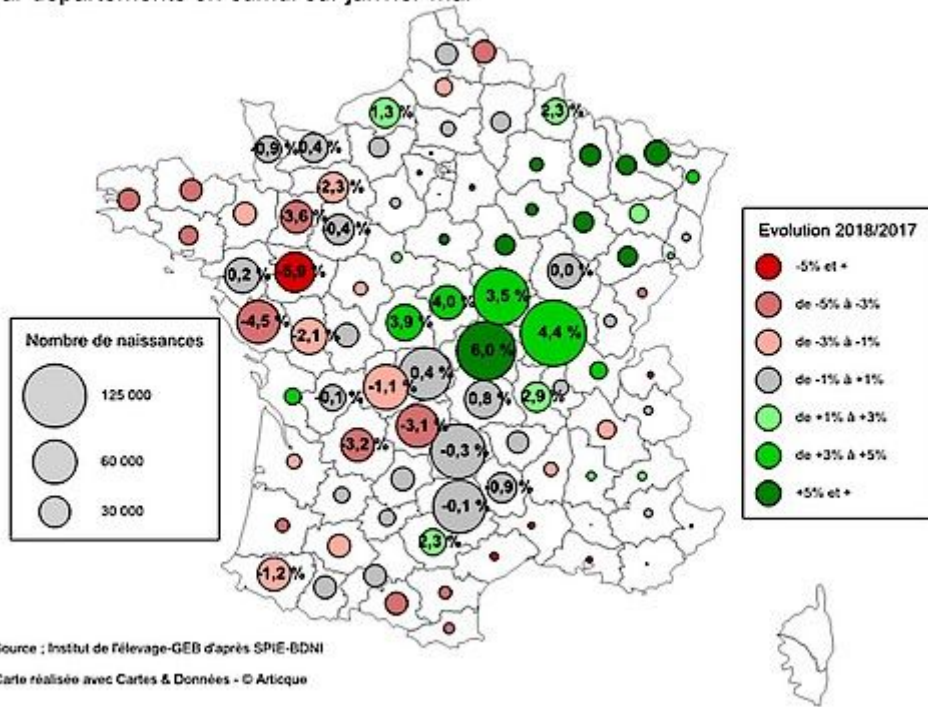 par départements en cumul sur janvier-mai
1,3 %
2,3 %
-0,9 %
0,4 %
-2,3 %
-3,6 %
-0,4 %
0,2 %
-5,9 %
0,0 %
-4,5 %
-2,1 %
3,9 %
4,0 %
3,5 %
4,4 %
6,0 %
0,4 %
-1,1 %
-0,1 %
0,8 %
2,9 %
-3,1 %
-3,2 %
-0,3 %
-0,9 %
-0,1 %
2,3 %
-1,2 %
Nombre de naissances
125 000
60 000
30 000
Evolution 2018/2017
-5% et +
de -5% à -3%
de -3% à -1%
de -1% à +1%
de +1% à +3%
de +3% à +5%
+5% et +
Source : Institut de l'élevage-GEB d'après SPIE-BDNI
Carte réalisée avec Cartes & Données - © Articque